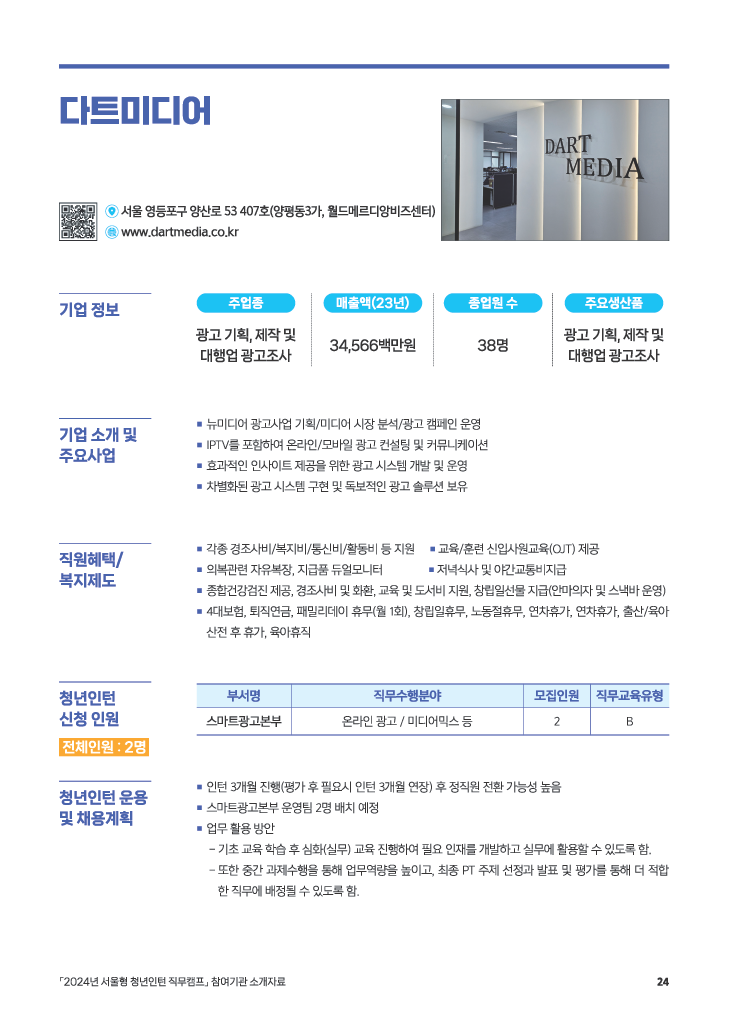 다트미디어
DART
MEDIA
서울 영등포구 양산로 53 407호(양평동3가, 월드메르디앙비즈센터)
www.dartmedia.co.kr
기업 정보
주업종
매출액(23년)
종업원 수
주요생산품
광고 기획, 제작 및
대행업 광고조사
34,566백만원
38명
광고 기획, 제작 및
대행업 광고조사
기업 소개 및
주요사업
■ 뉴미디어 광고사업 기획/미디어 시장 분석/광고 캠페인 운영
■ IPTV를 포함하여 온라인/모바일 광고 컨설팅 및 커뮤니케이션
■ 효과적인 인사이트 제공을 위한 광고 시스템 개발 및 운영
■ 차별화된 광고 시스템 구현 및 독보적인 광고 솔루션 보유
직원혜택/
복지제도
■ 각종 경조사비/복지비/통신비/활동비 등 지원 ■ 교육/훈련 신입사원교육(OJT) 제공
■ 의복관련 자유복장, 지급품 듀얼모니터 ■ 저녁식사 및 야간교통비지급
■ 종합건강검진 제공, 경조사비 및 화환, 교육 및 도서비 지원, 창립일선물 지급(안마의자 및 스낵바 운영)
■ 4대보험, 퇴직연금, 패밀리데이 휴무(월 1회), 창립일휴무, 노동절휴무, 연차휴가, 연차휴가, 출산/육아
산전 후 휴가, 육아휴직
청년인턴
신청 인원
전체인원 : 2명
부서명 직무수행분야 모집인원 직무교육유형
스마트광고본부 온라인 광고 / 미디어믹스 등 2 B
청년인턴 운용
및 채용계획
■ 인턴 3개월 진행(평가 후 필요시 인턴 3개월 연장) 후 정직원 전환 가능성 높음
■ 스마트광고본부 운영팀 2명 배치 예정
■ 업무 활용 방안
- 기초 교육 학습 후 심화(실무) 교육 진행하여 필요 인재를 개발하고 실무에 활용할 수 있도록 함.
- 또한 중간 과제수행을 통해 업무역량을 높이고, 최종 PT 주제 선정과 발표 및 평가를 통해 더 적합
한 직무에 배정될 수 있도록 함.
「2024년 서울형 청년인턴 직무캠프」 참여기관 소개자료
24